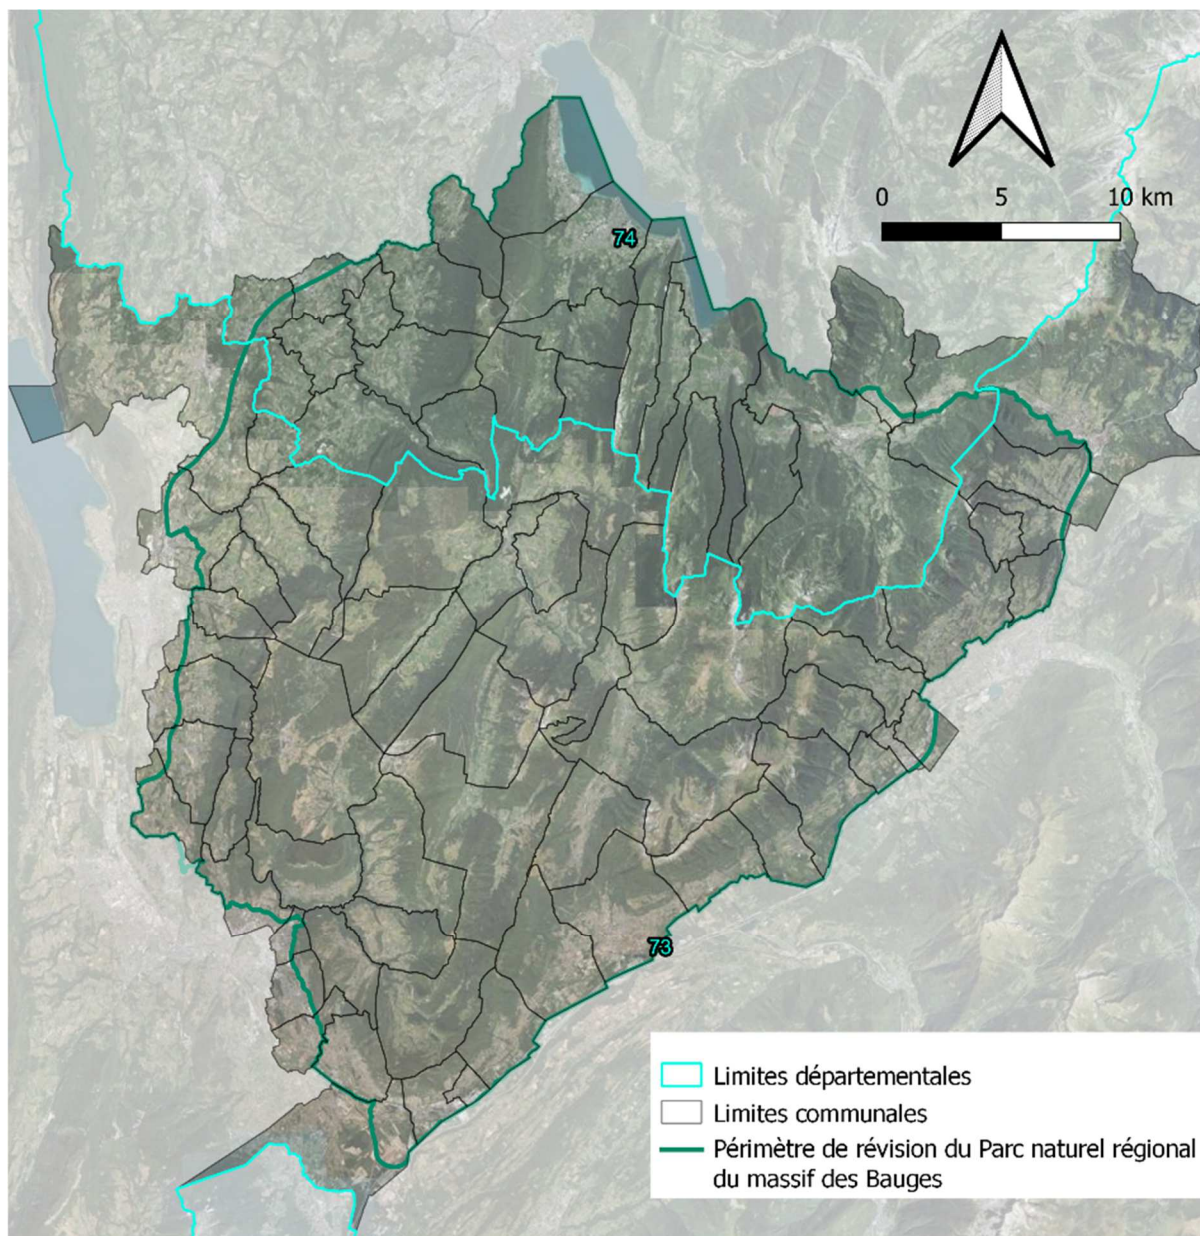 0 5 10 km
74
73
Limites départementales
Limites communales
Périmètre de révision du Parc naturel régional
du massif des Bauges